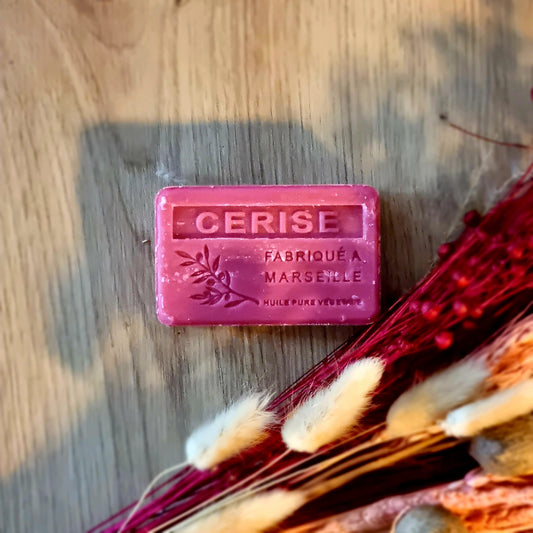 CERISE
FABRIQUÉ A
MARSEILLE
HUILE PURE VEGETALE